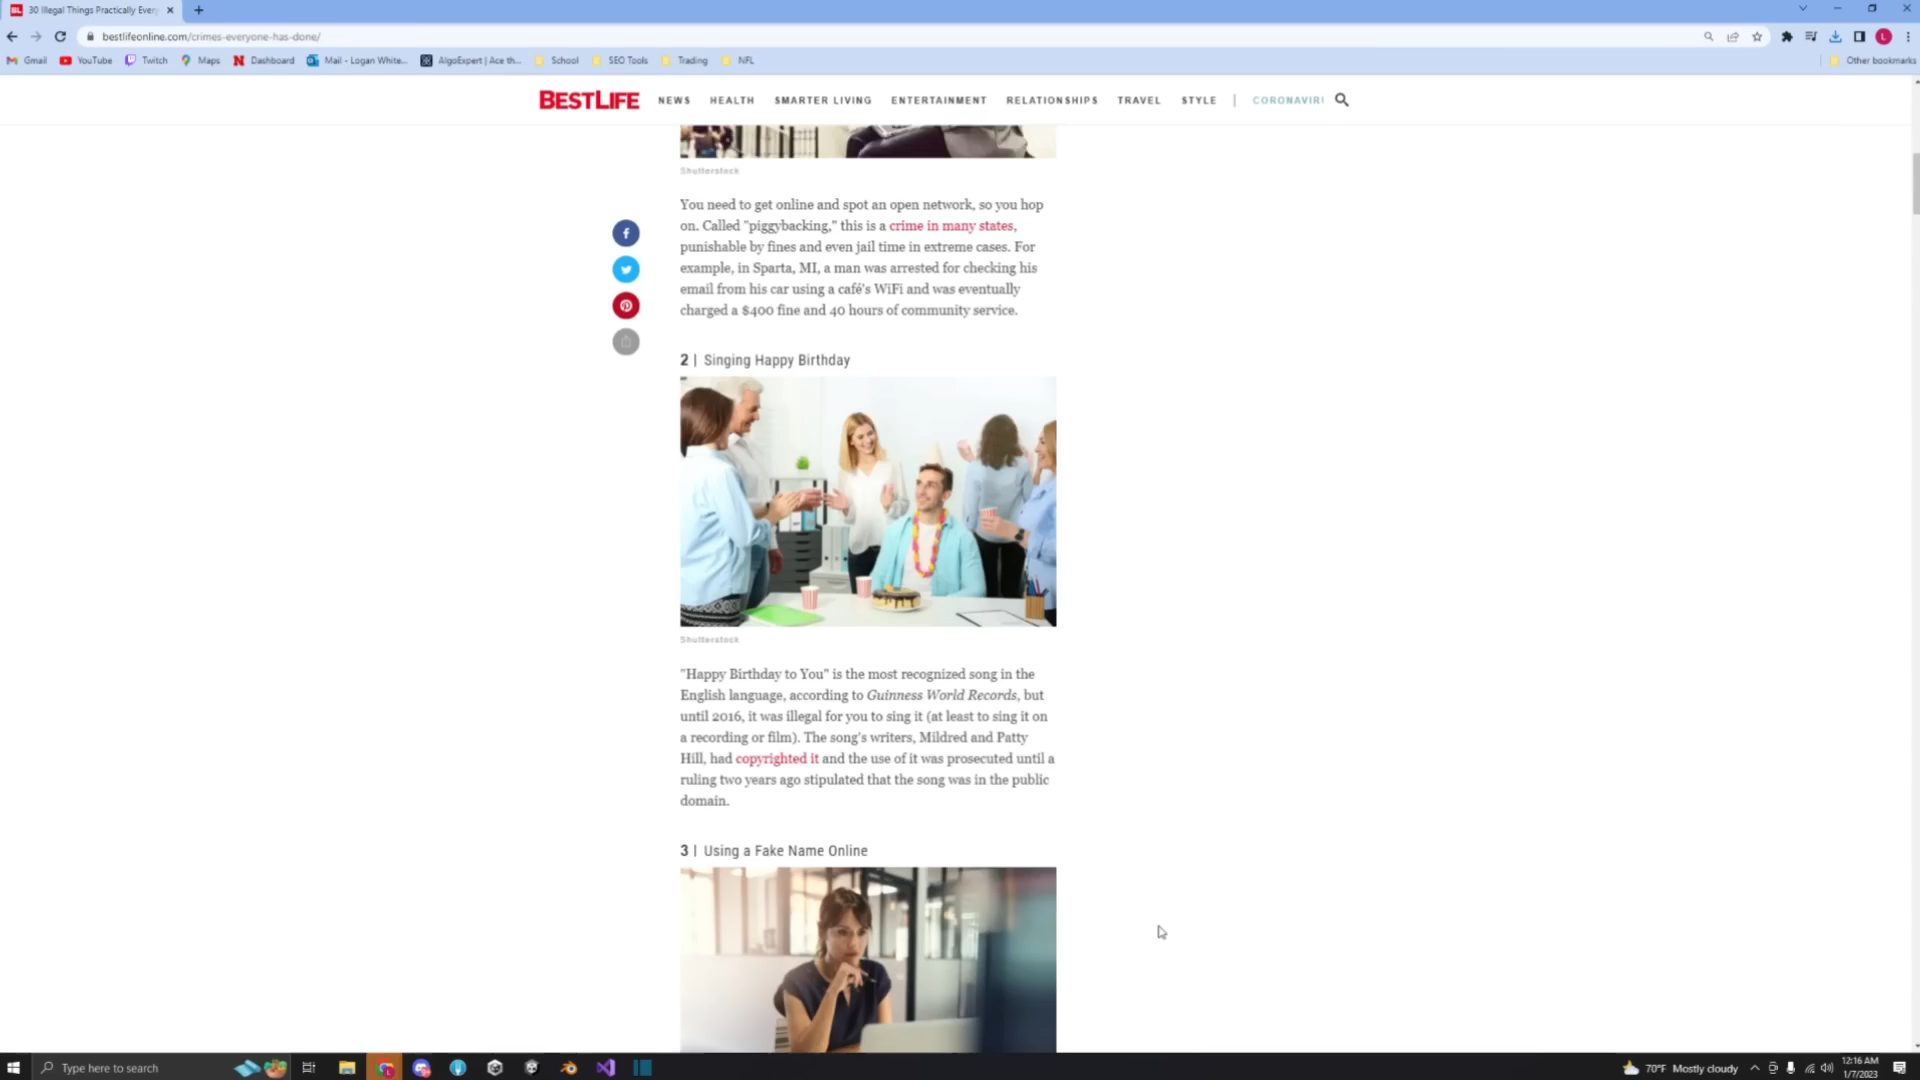 30 Illegal Things Practically Every
bestlifeonline.com/crimes-everyone-has-done/
Gmail YouTube Twitch Maps Dashboard Mail - Logan White... AlgoExpert | Ace th... School SEO Tools Trading NFL Other bookmarks
BESTLIFE NEWS HEALTH SMARTER LIVING ENTERTAINMENT RELATIONSHIPS TRAVEL STYLE | CORONAVIRU
Shutterstock
You need to get online and spot an open network, so you hop
on. Called "piggybacking," this is a crime in many states,
punishable by fines and even jail time in extreme cases. For
example, in Sparta, MI, a man was arrested for checking his
email from his car using a café's WiFi and was eventually
charged a $400 fine and 40 hours of community service.
2 | Singing Happy Birthday
Shutterstock
"Happy Birthday to You" is the most recognized song in the
English language, according to Guinness World Records, but
until 2016, it was illegal for you to sing it (at least to sing it on
a recording or film). The song's writers, Mildred and Patty
Hill, had copyrighted it and the use of it was prosecuted until a
ruling two years ago stipulated that the song was in the public
domain.
3 | Using a Fake Name Online
Type here to search
70°F Mostly cloudy
12:16 AM
1/7/2023